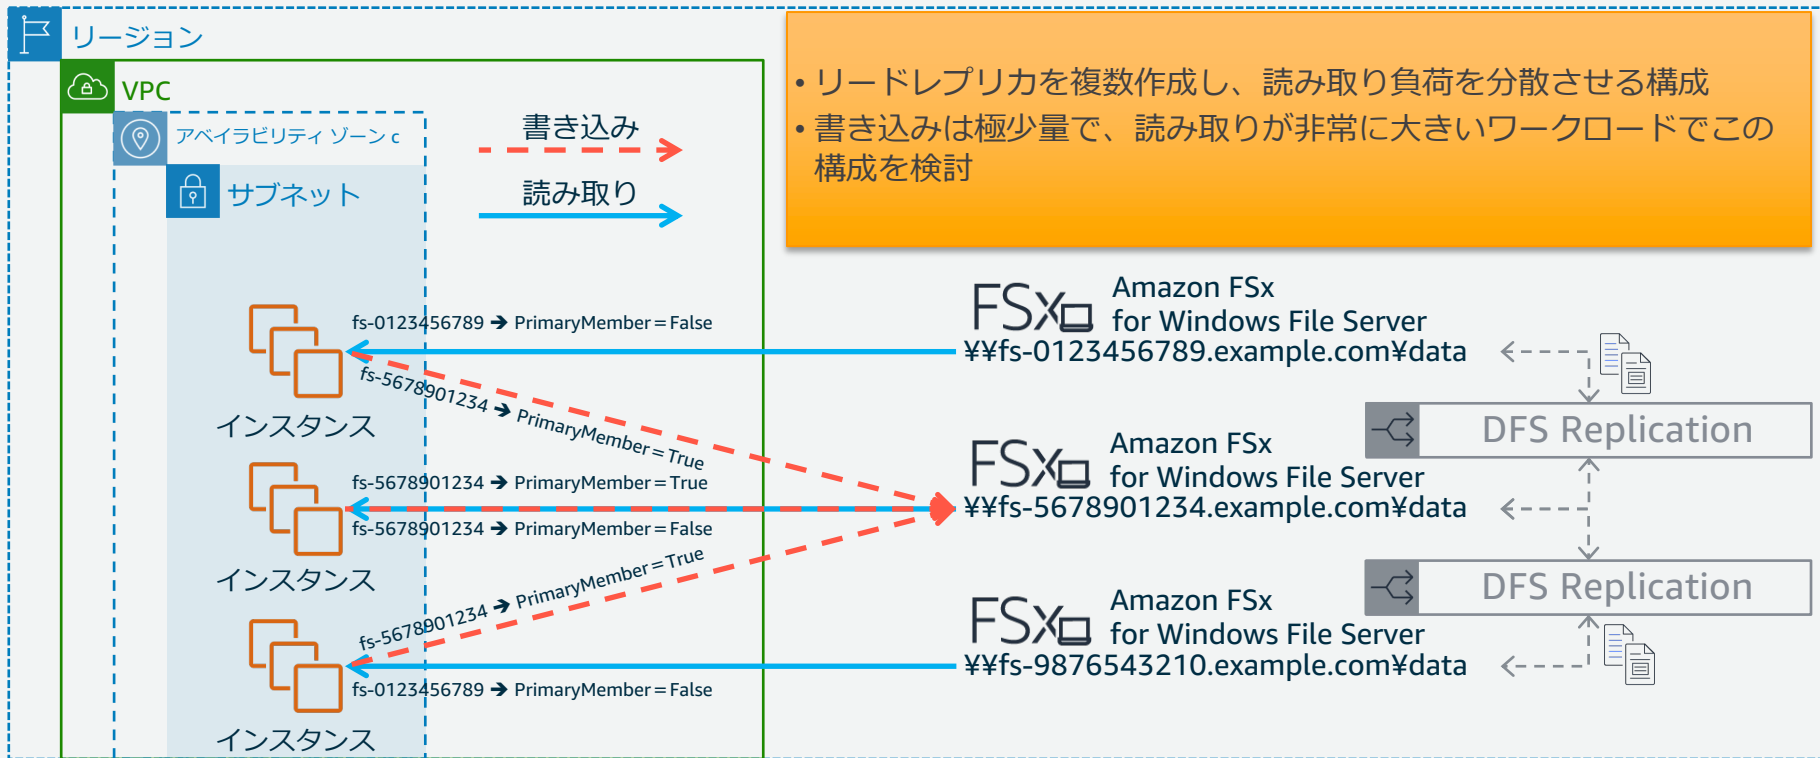 リージョン
VPC
アベイラビリティ ゾーン c
サブネット
書き込み
読み取り
• リードレプリカを複数作成し、読み取り負荷を分散させる構成
• 書き込みは極少量で、読み取りが非常に大きいワークロードでこの
構成を検討
fs-0123456789 ➔ PrimaryMember=False
fs-5678901234 ➔ PrimaryMember=True
インスタンス
fs-5678901234 ➔ PrimaryMember=True
fs-5678901234 ➔ PrimaryMember=False
インスタンス
fs-5678901234 ➔ PrimaryMember=True
fs-0123456789 ➔ PrimaryMember=False
インスタンス
FSx
Amazon FSx
for Windows File Server
¥¥fs-0123456789.example.com¥data
DFS Replication
FSx
Amazon FSx
for Windows File Server
¥¥fs-5678901234.example.com¥data
DFS Replication
FSx
Amazon FSx
for Windows File Server
¥¥fs-9876543210.example.com¥data